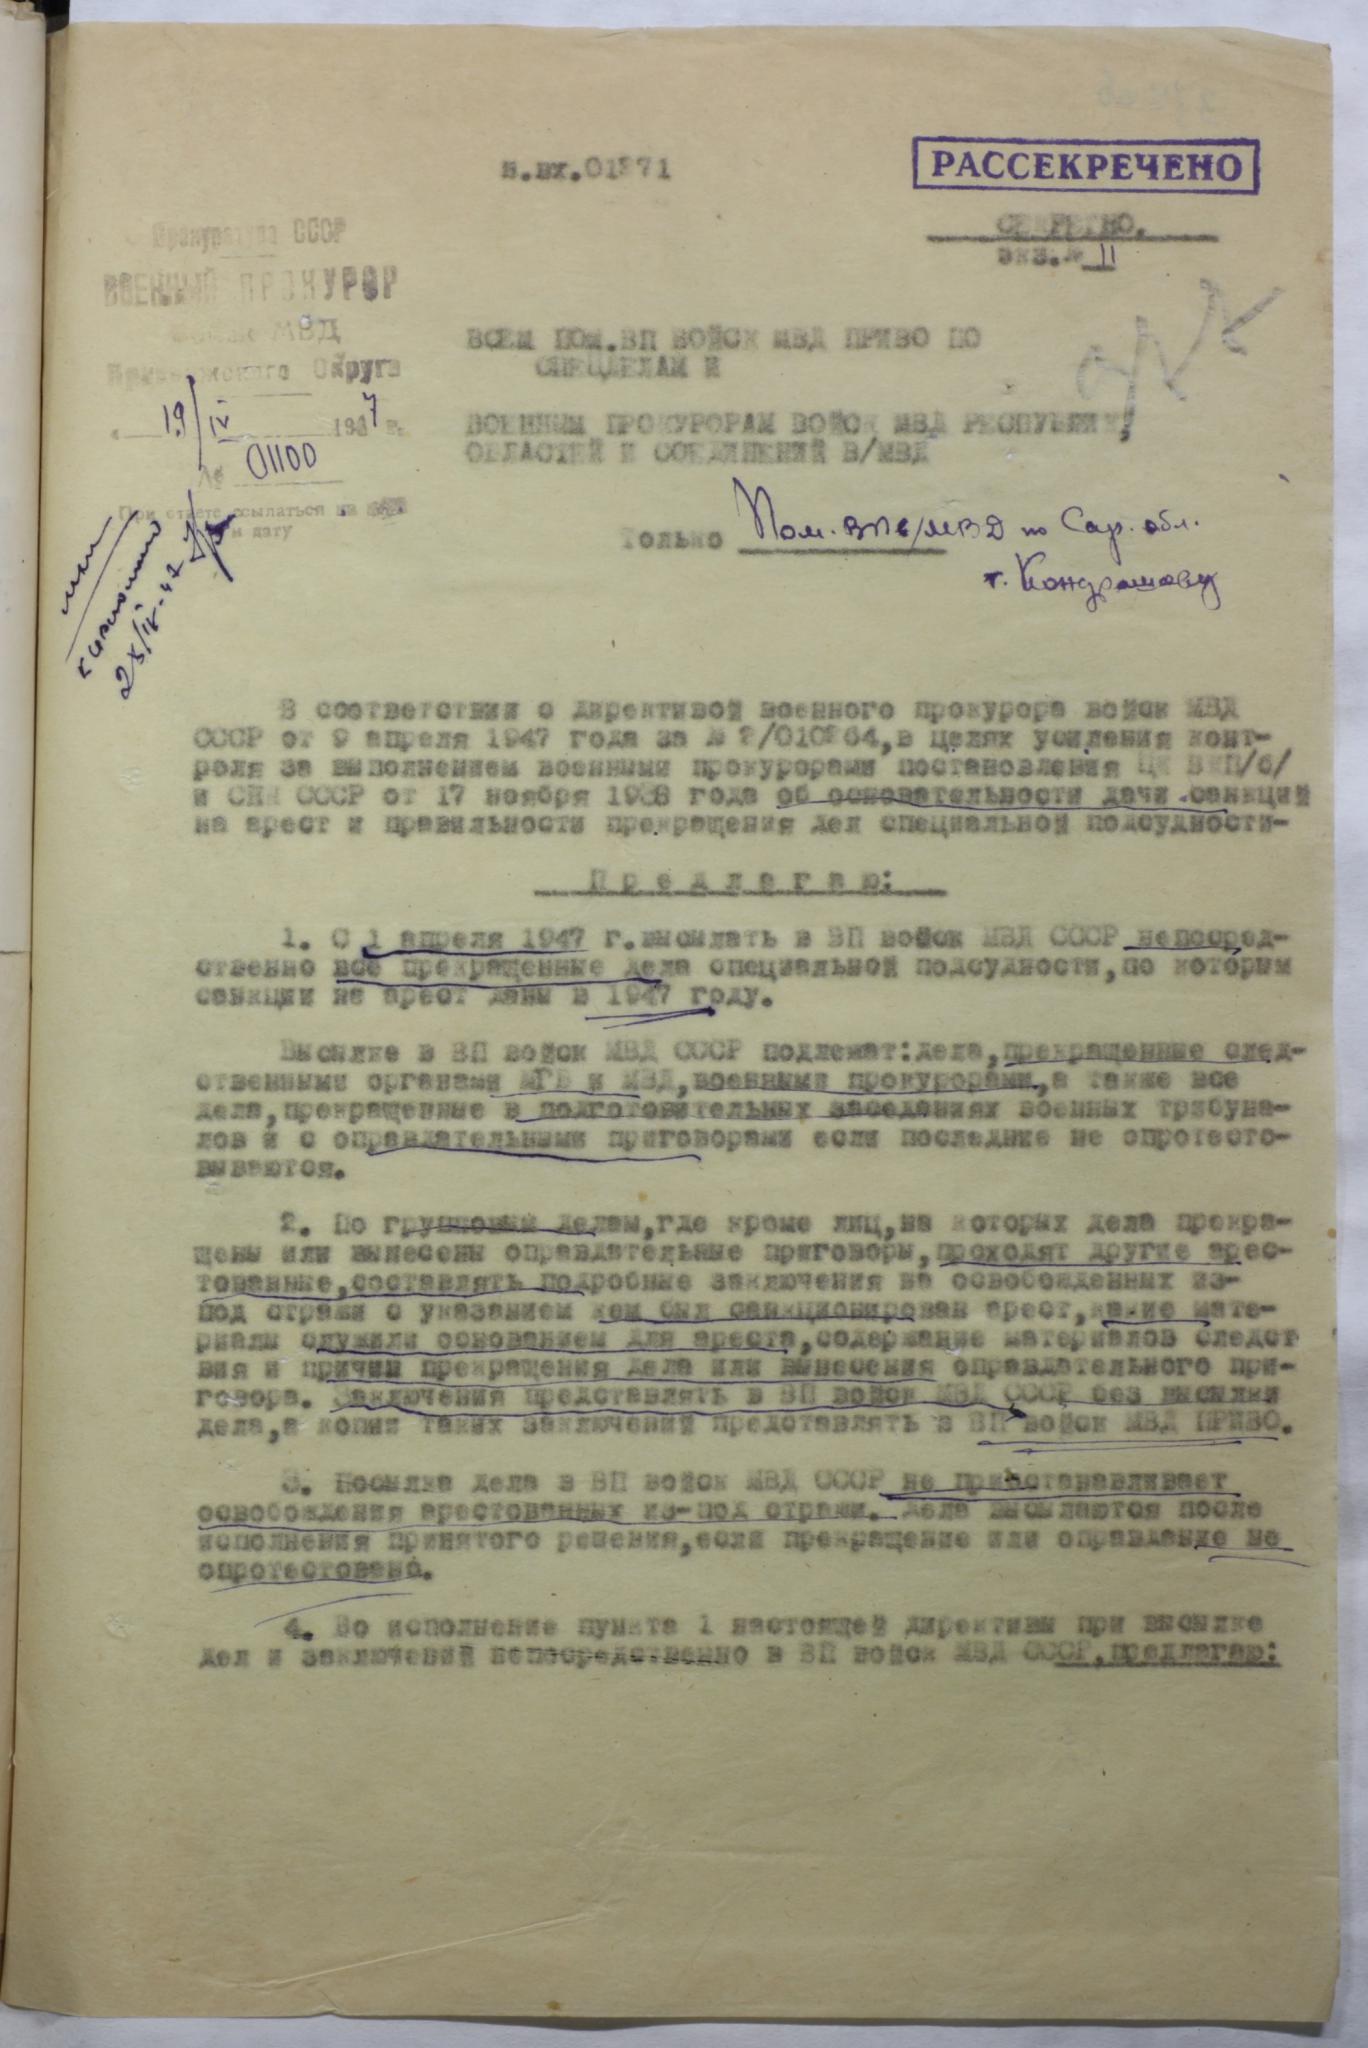 н.вх.01871
РАССЕКРЕЧЕНО
СЕКРЕТНО.
экз.№ 11
Прокуратура СССР
ВОЕННЫЙ ПРОКУРОР
Войск МВД
Приволжского Округа
19/IV 1947 г.
№ 01100
При ответе ссылаться на
и дату
ВСЕМ ПОМ.ВП ВОЙСК МВД ПРИВО ПО
СПЕЦДЕЛАМ И
ВОЕННЫМ ПРОКУРОРАМ ВОЙСК МВД РЕСПУБЛИК,
ОБЛАСТЕЙ И СОЕДИНЕНИЙ В/МВД
Только Пом. ВП в/МВД по Сар. обл.
т. Кондрашову
к исполнению
23/IV-47
В соответствии с директивой военного прокурора войск МВД
СССР от 9 апреля 1947 года за № 2/010264,в целях усиления конт-
роля за выполнением военными прокурорами постановления ЦК ВКП/б/
и СНК СССР от 17 ноября 1938 года об основательности дачи санкций
на арест и правильности прекращения дел специальной подсудности-
П р е д л а г а ю:
1. С 1 апреля 1947 г.высылать в ВП войск МВД СССР непосред-
ственно все прекращенные дела специальной подсудности,по которым
санкции на арест даны в 1947 году.
Высылке в ВП войск МВД СССР подлежат:дела,прекращенные след-
ственными органами МГБ и МВД,военными прокурорами,а также все
дела,прекращенные в подготовительных заседаниях военных трибуна-
лов и с оправдательными приговорами если последние не опротесто-
вываются.
2. По групповым делам,где кроме лиц,на которых дела прекра-
щены или вынесены оправдательные приговоры,проходят другие арес-
тованные,составлять подробные заключения на освобожденных из-
под стражи с указанием кем был санкционирован арест,какие мате-
риалы служили основанием для ареста,содержание материалов следст
вия и причин прекращения дела или вынесения оправдательного при-
говора. Заключения представлять в ВП войск МВД СССР без высылки
дела,а копии таких заключений представлять в ВП войск МВД ПРИВО.
3. Посылка дела в ВП войск МВД СССР не приостанавливает
освобождения арестованных из-под стражи. Дела высылаются после
исполнения принятого решения,если прекращение или оправдание не
опротестовано.
4. Во исполнение пункта 1 настоящей директивы при высылке
дел и заключений непосредственно в ВП войск МВД СССР,предлагаю: